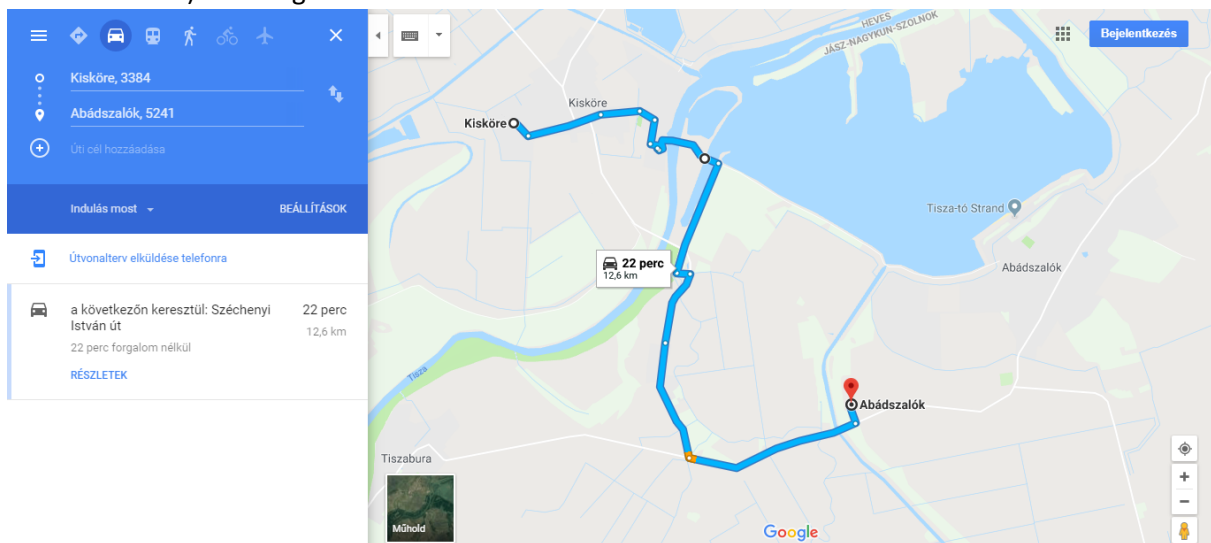 Kisköre, 3384
Abádszalók, 5241
Úti cél hozzáadása
Indulás most
BEÁLLÍTÁSOK
Útvonalterv elküldése telefonra
a következőn keresztül: Széchenyi
István út
22 perc
12,6 km
22 perc forgalom nélkül
RÉSZLETEK
HEVES
JÁSZ-NAGYKUN-SZOLNOK
Bejelentkezés
Kisköre
Kisköre
Tisza-tó Strand
Abádszalók
22 perc
12,6 km
Tisza
Abádszalók
Tiszabura
Műhold
Google